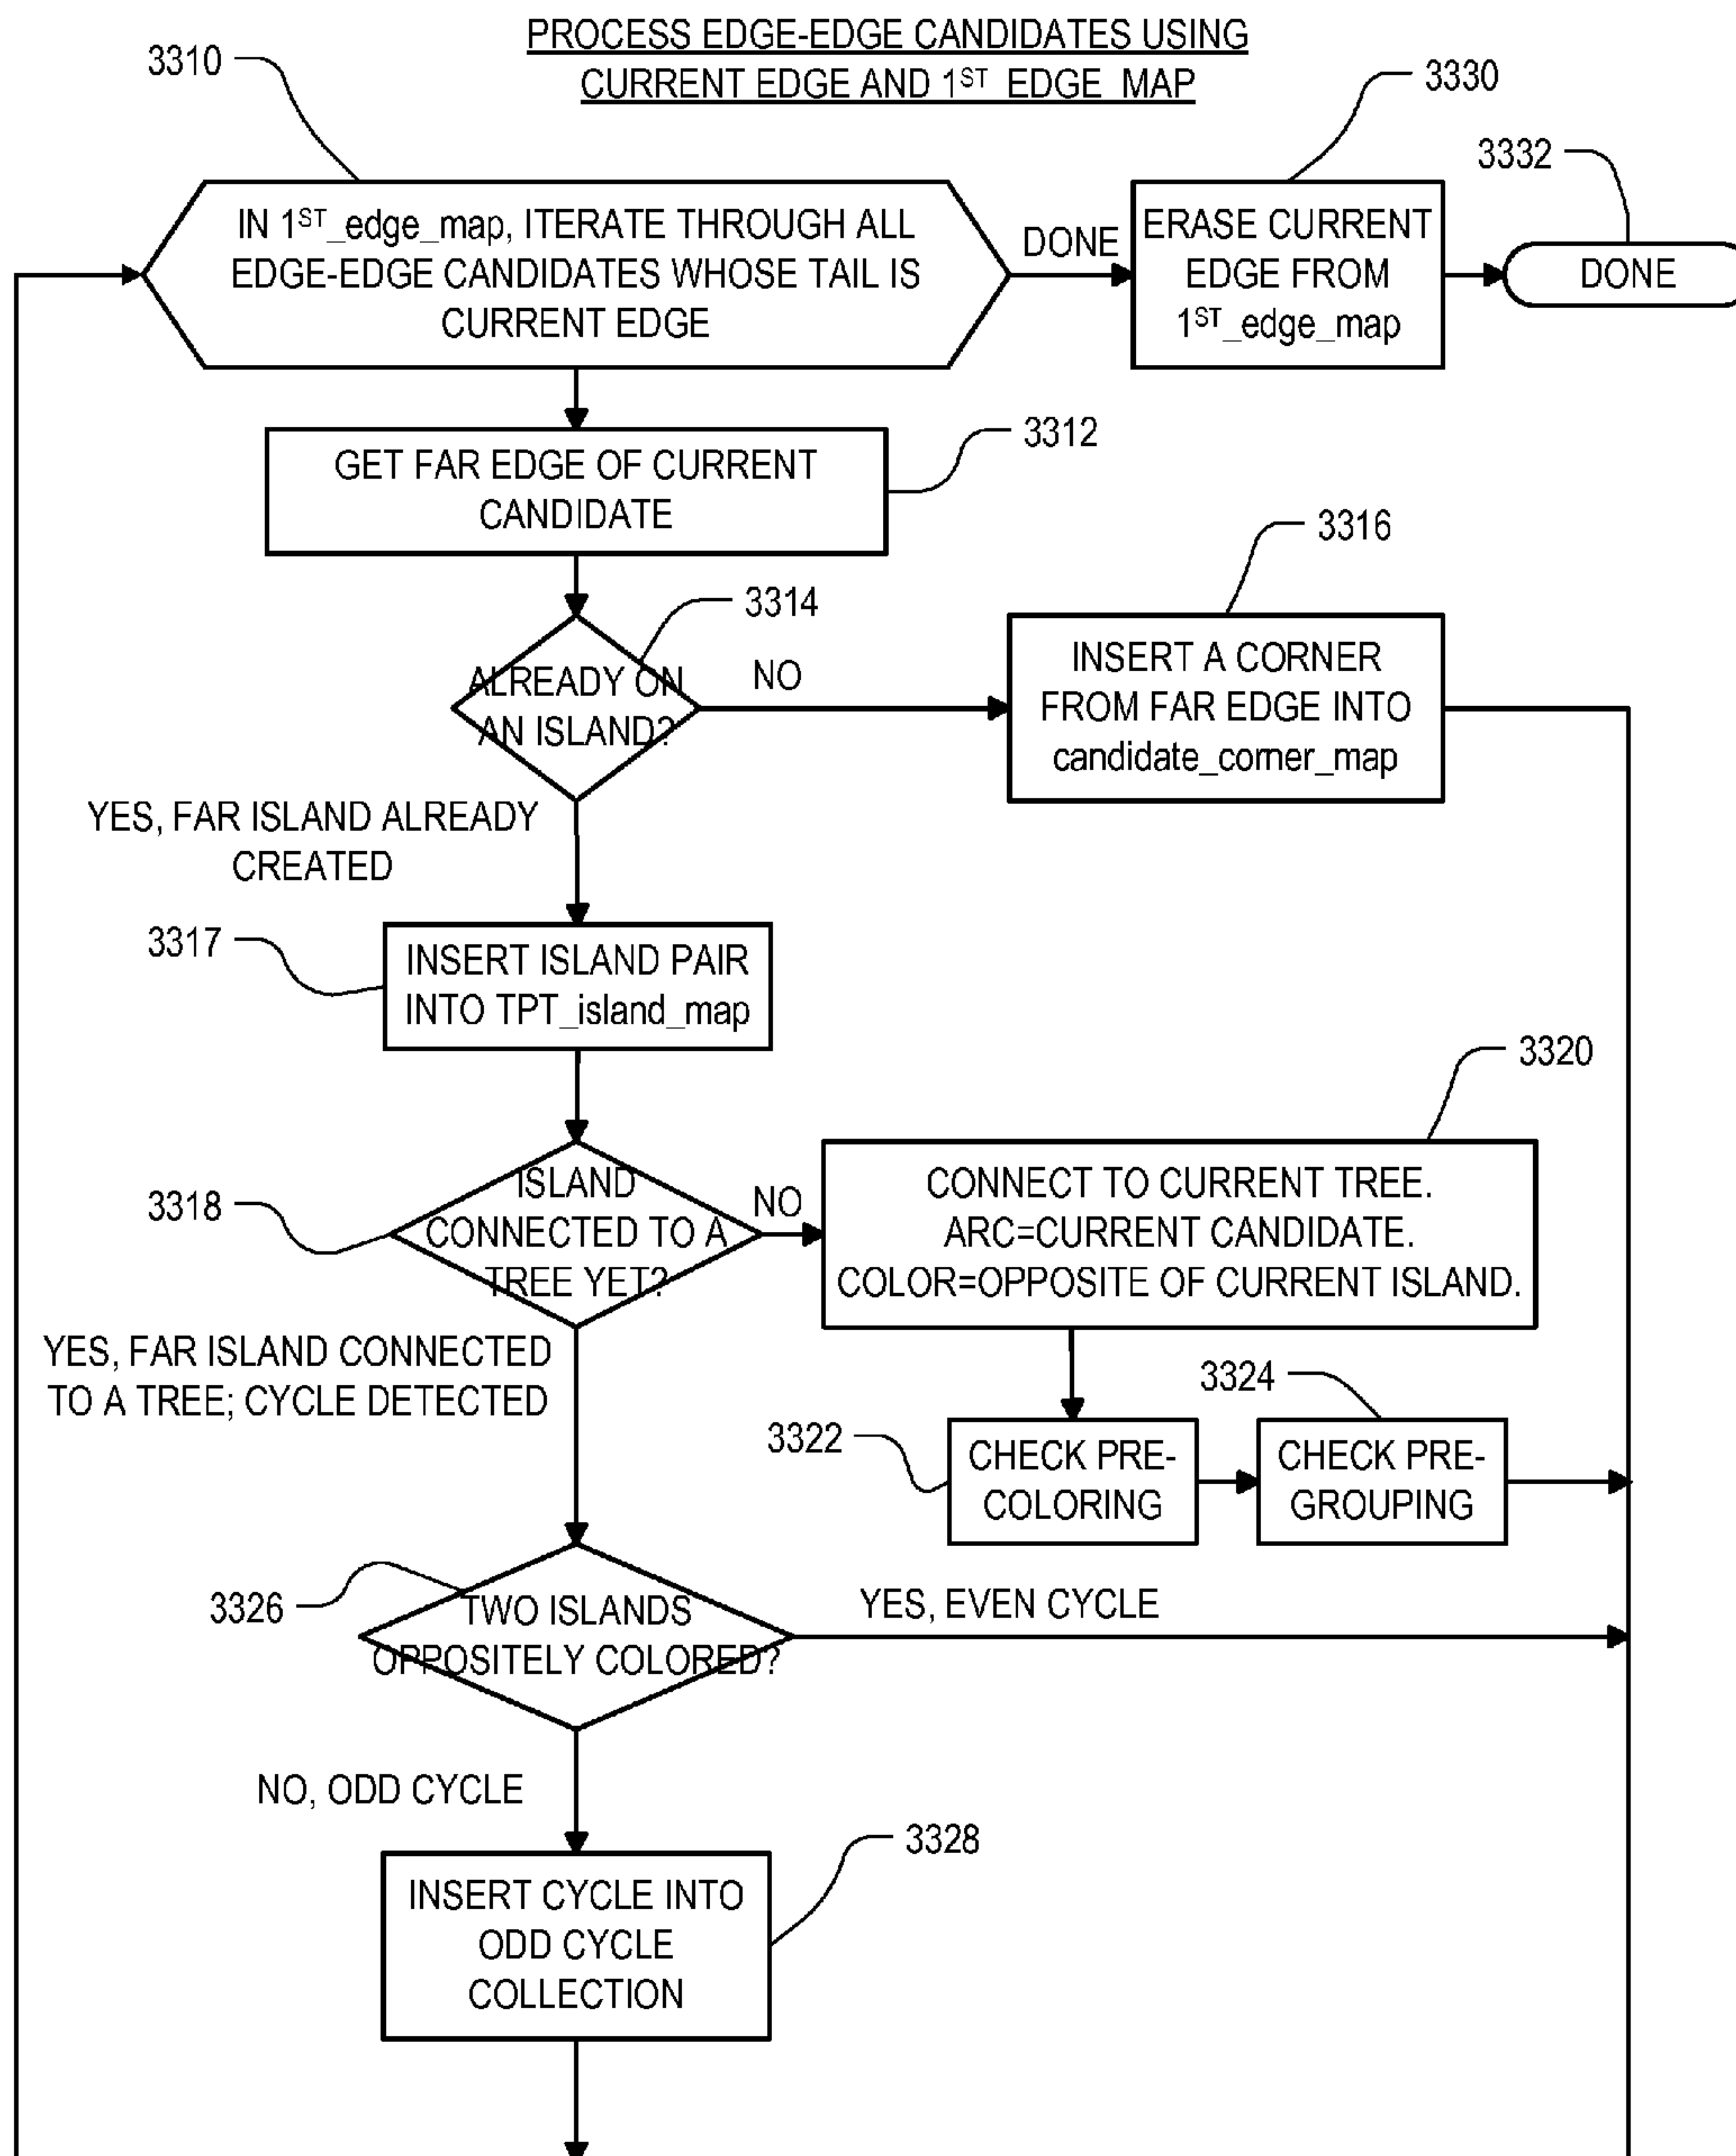 PROCESS EDGE-EDGE CANDIDATES USING
CURRENT EDGE AND 1ST EDGE MAP
3310
3330
3332
IN 1ST_edge_map, ITERATE THROUGH ALL
EDGE-EDGE CANDIDATES WHOSE TAIL IS
CURRENT EDGE
DONE
ERASE CURRENT
EDGE FROM
1ST_edge_map
DONE
3312
GET FAR EDGE OF CURRENT
CANDIDATE
3314
3316
ALREADY ON
AN ISLAND?
NO
INSERT A CORNER
FROM FAR EDGE INTO
candidate_corner_map
YES, FAR ISLAND ALREADY
CREATED
3317
INSERT ISLAND PAIR
INTO TPT_island_map
3318
ISLAND
CONNECTED TO A
TREE YET?
NO
3320
CONNECT TO CURRENT TREE.
ARC=CURRENT CANDIDATE.
COLOR=OPPOSITE OF CURRENT ISLAND.
YES, FAR ISLAND CONNECTED
TO A TREE; CYCLE DETECTED
3322
CHECK PRE-
COLORING
3324
CHECK PRE-
GROUPING
3326
TWO ISLANDS
OPPOSITELY COLORED?
YES, EVEN CYCLE
NO, ODD CYCLE
3328
INSERT CYCLE INTO
ODD CYCLE
COLLECTION